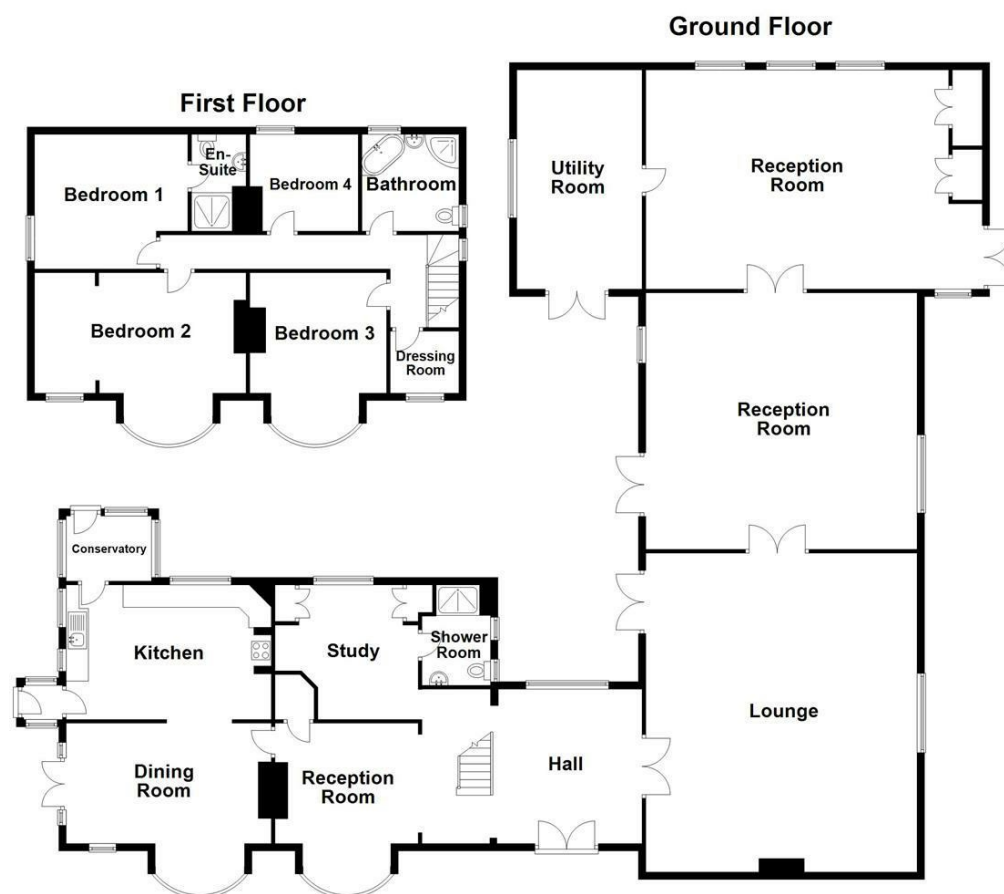 First Floor
Bedroom 1
En-
Suite
Bedroom 4
Bathroom
Bedroom 2
Bedroom 3
Dressing
Room
Ground Floor
Utility
Room
Reception
Room
Reception
Room
Conservatory
Kitchen
Study
Shower
Room
Lounge
Dining
Room
Reception
Room
Hall